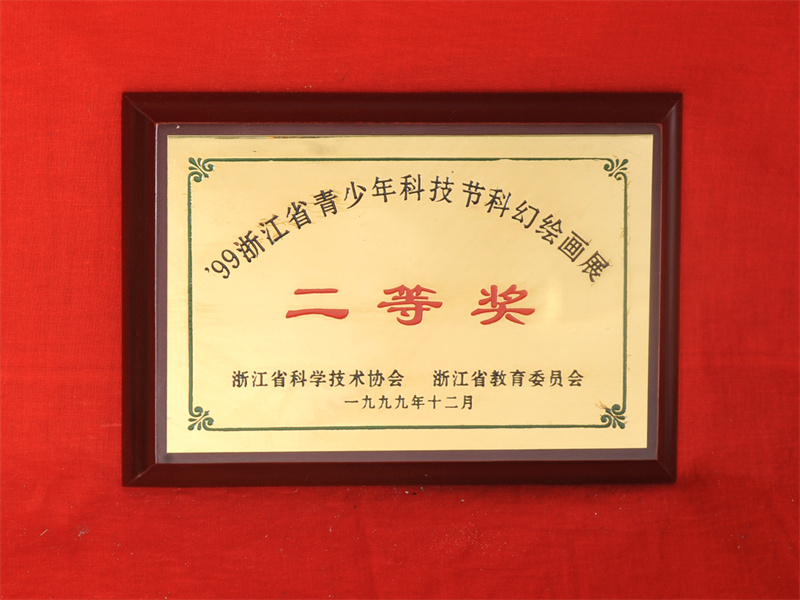 '99浙江省青少年科技节科幻绘画展
二等奖
浙江省科学技术协会 浙江省教育委员会
一九九九年十二月